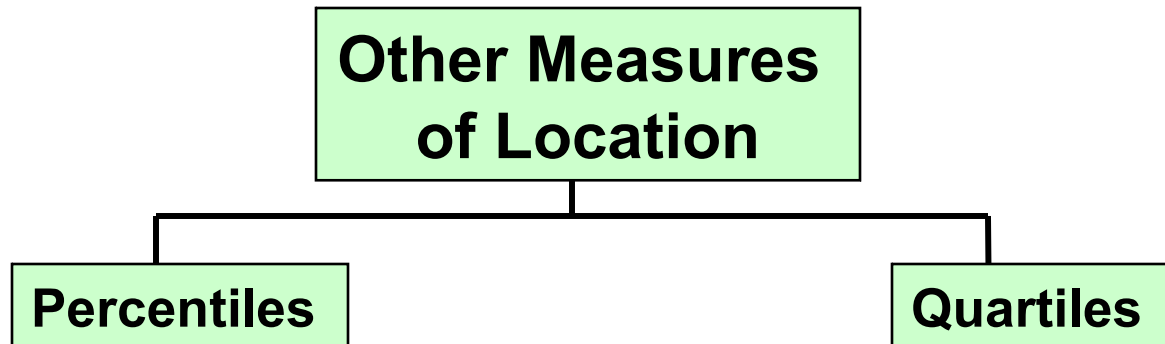 Other Measures
of Location
Percentiles
Quartiles